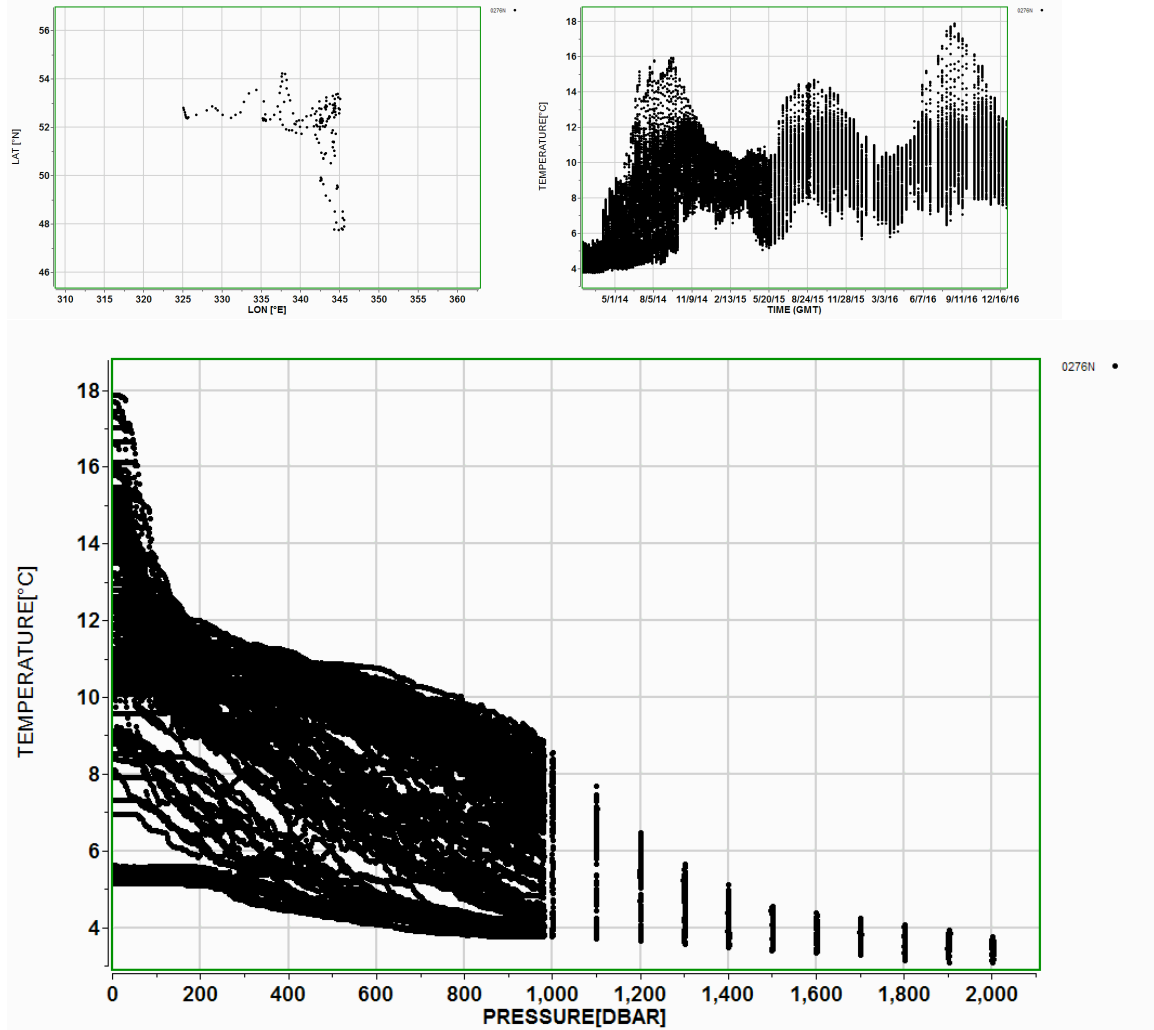 56
54
52
50
48
46
LAT [°N]
310 315 320 325 330 335 340 345 350 355 360
LON [°E]
0276N
18
16
14
12
10
8
6
4
TEMPERATURE[°C]
5/1/14 8/5/14 11/9/14 2/13/15 5/20/15 8/24/15 11/28/15 3/3/16 6/7/16 9/11/16 12/16/16
TIME (GMT)
0276N
18
16
14
12
10
8
6
4
TEMPERATURE[°C]
0 200 400 600 800 1,000 1,200 1,400 1,600 1,800 2,000
PRESSURE[DBAR]
0276N